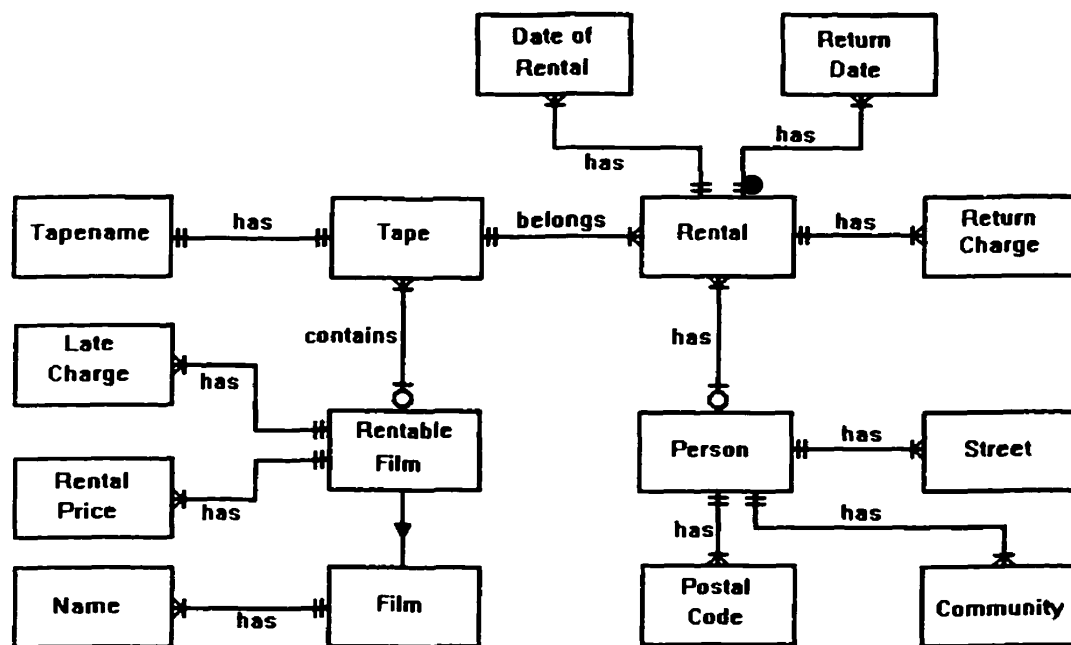 Date of
Rental
Return
Date
has
has
Tapename
has
Tape
belongs
Rental
has
Return
Charge
Late
Charge
has
contains
has
Rentable
Film
Person
has
Street
Rental
Price
has
has
has
Name
has
Film
Postal
Code
Community